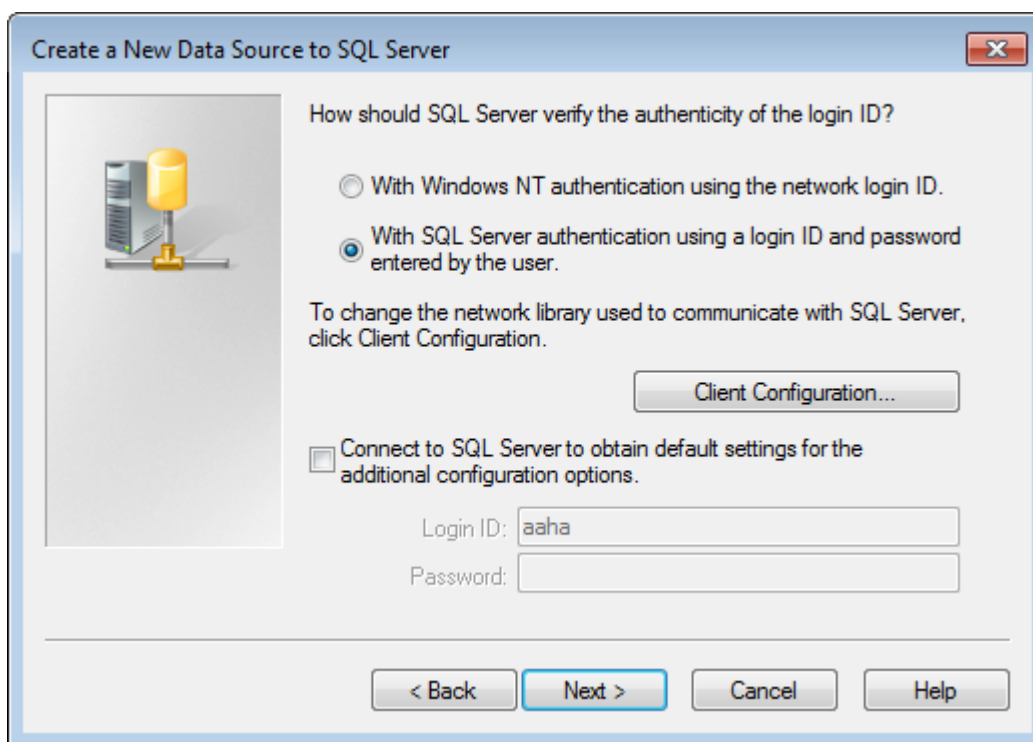 Create a New Data Source to SQL Server
How should SQL Server verify the authenticity of the login ID?
With Windows NT authentication using the network login ID.
With SQL Server authentication using a login ID and password
entered by the user.
To change the network library used to communicate with SQL Server,
click Client Configuration.
Client Configuration...
Connect to SQL Server to obtain default settings for the
additional configuration options.
Login ID: aaha
Password:
< Back Next > Cancel Help